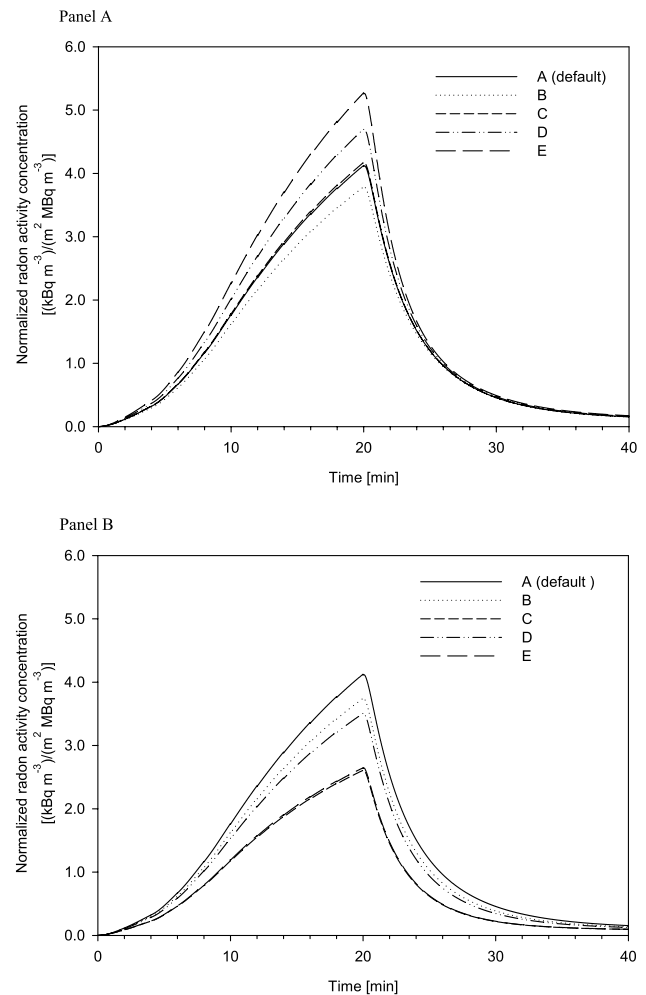 Panel A
Normalized radon activity concentration
[(kBq m⁻³)/(m² MBq m⁻³)]
6.0
5.0
4.0
3.0
2.0
1.0
0.0
A (default)
B
C
D
E
0 10 20 30 40
Time [min]
Panel B
Normalized radon activity concentration
[(kBq m⁻³)/(m² MBq m⁻³)]
6.0
5.0
4.0
3.0
2.0
1.0
0.0
A (default )
B
C
D
E
0 10 20 30 40
Time [min]